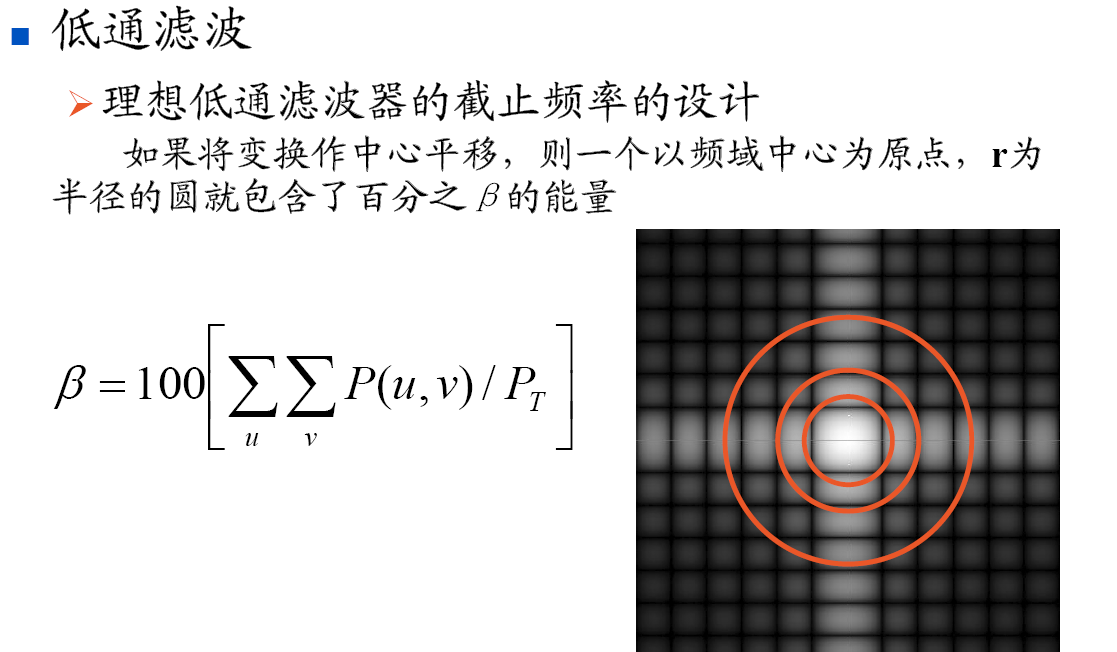 低通滤波
理想低通滤波器的截止频率的设计
如果将变换作中心平移，则一个以频域中心为原点，r为
半径的圆就包含了百分之β的能量
β = 100[∑∑P(u,v)/P_T]
u v